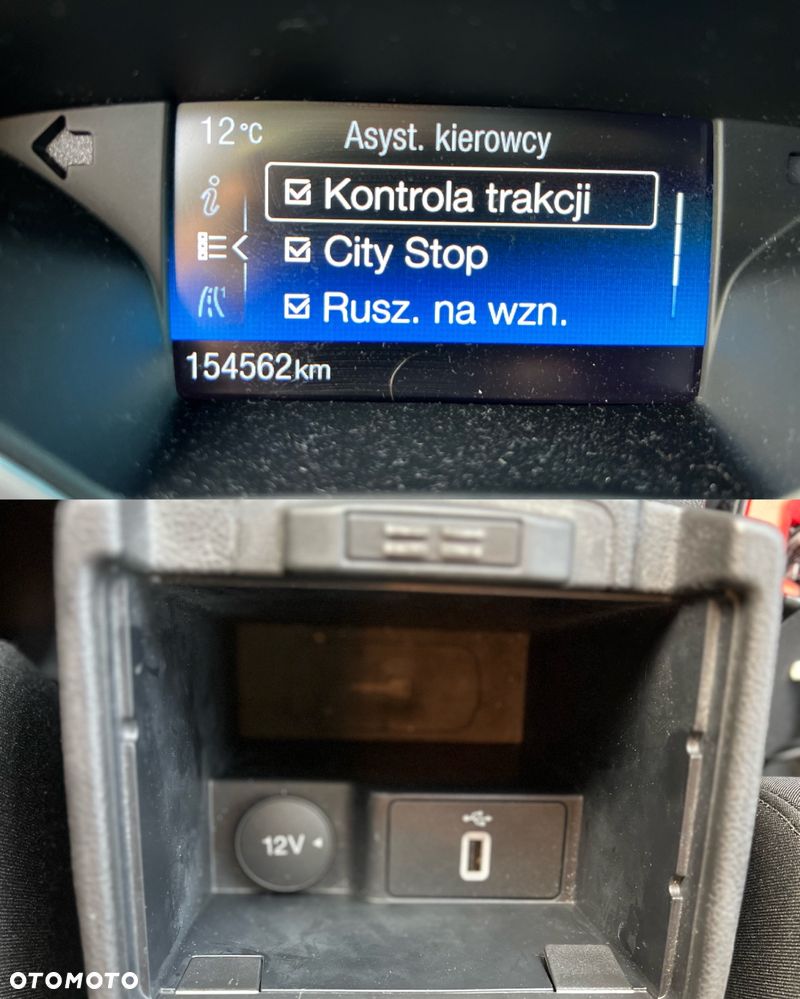 12°C
Asyst. kierowcy
Kontrola trakcji
City Stop
Rusz. na wzn.
154562km
12V
OTOMOTO